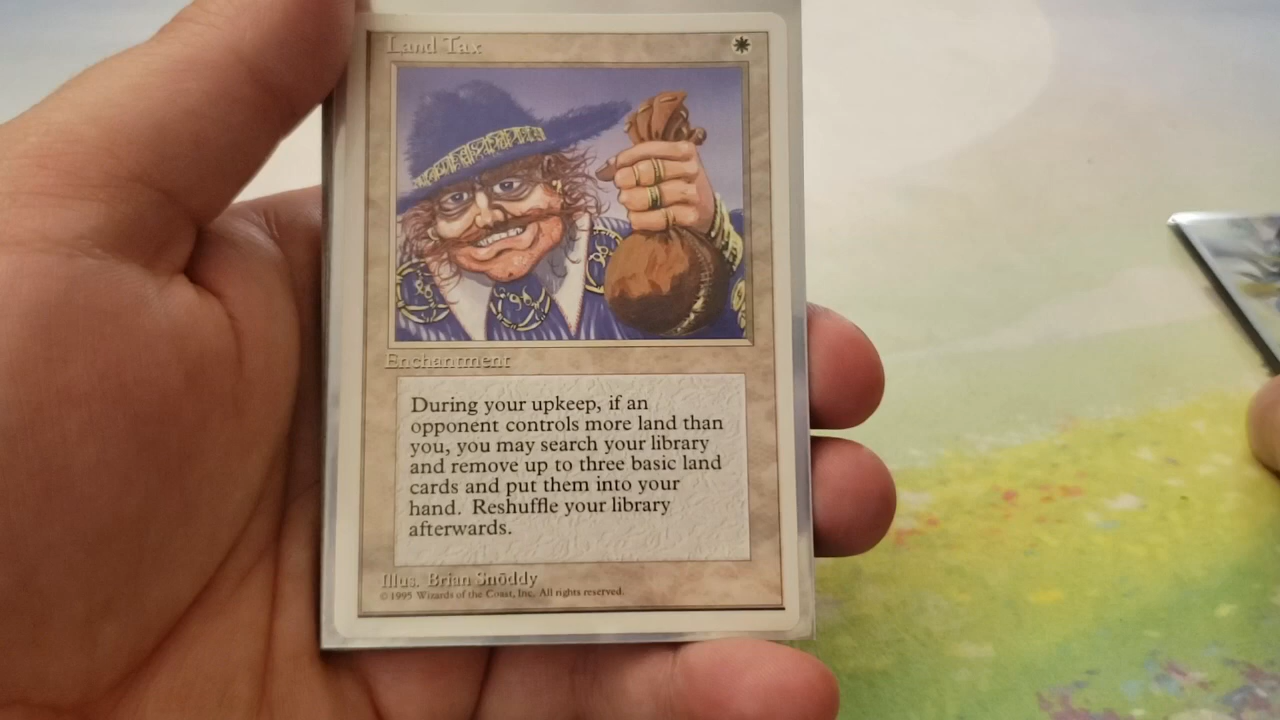 Land Tax
Enchantment
During your upkeep, if an
opponent controls more land than
you, you may search your library
and remove up to three basic land
cards and put them into your
hand. Reshuffle your library
afterwards.
Illus. Brian Snōddy
© 1995 Wizards of the Coast, Inc. All rights reserved.